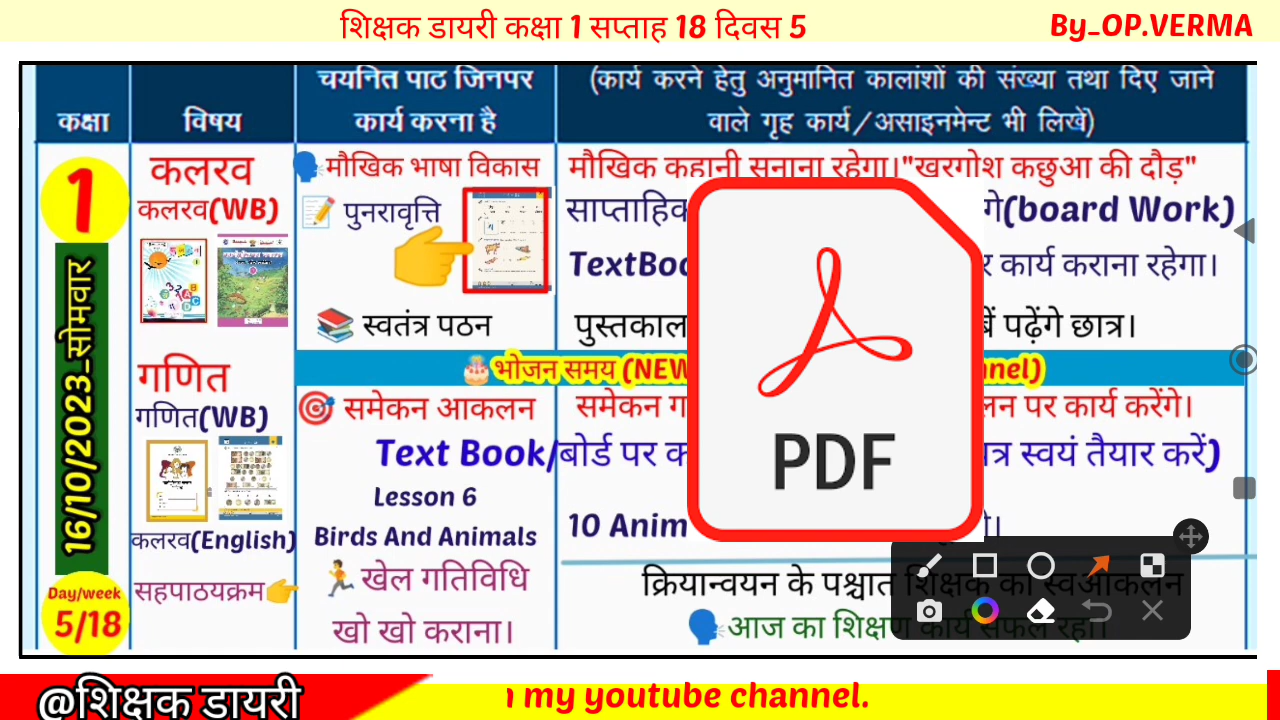 शिक्षक डायरी कक्षा 1 सप्ताह 18 दिवस 5
By_OP.VERMA
कक्षा
विषय
चयनित पाठ जिनपर
कार्य करना है
(कार्य करने हेतु अनुमानित कालांशों की संख्या तथा दिए जाने
वाले गृह कार्य/असाइनमेन्ट भी लिखें)
1
16/10/2023_सोमवार
Day/week
5/18
कलरव
कलरव(WB)
🗣️मौखिक भाषा विकास
मौखिक कहानी सुनाना रहेगा।"खरगोश कछुआ की दौड़"
📝 पुनरावृत्ति
साप्ताहिक
गे(board Work)
TextBoo
र कार्य कराना रहेगा।
📚 स्वतंत्र पठन
पुस्तकाल
बें पढ़ेंगे छात्र।
🎂भोजन समय (NEW
nnel)
गणित
गणित(WB)
🎯 समेकन आकलन
समेकन ग
लन पर कार्य करेंगे।
Text Book/बोर्ड पर क
पत्र स्वयं तैयार करें)
कलरव(English)
Lesson 6
Birds And Animals
10 Anim
सहपाठयक्रम👉
🏃 खेल गतिविधि
खो खो कराना।
क्रियान्वयन के पश्चात शिक्षक का स्वआकलन
🗣️आज का शिक्षण कार्य सफल रहा।
PDF
@शिक्षक डायरी
my youtube channel.